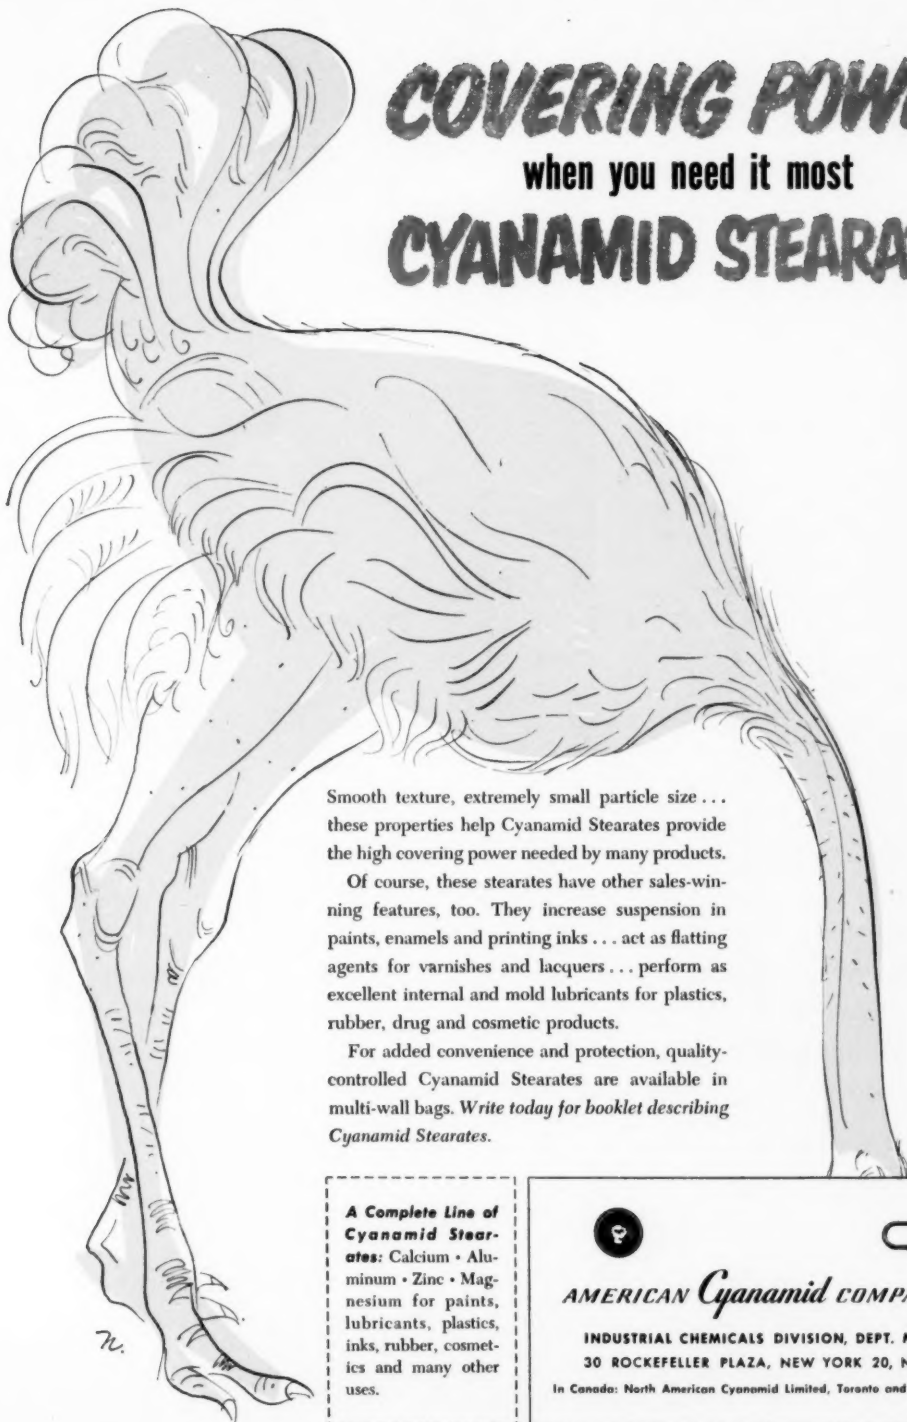 COVERING POW
when you need it most
CYANAMID STEARA
Smooth texture, extremely small particle size ...
these properties help Cyanamid Stearates provide
the high covering power needed by many products.
Of course, these stearates have other sales-win-
ning features, too. They increase suspension in
paints, enamels and printing inks ... act as flatting
agents for varnishes and lacquers ... perform as
excellent internal and mold lubricants for plastics,
rubber, drug and cosmetic products.
For added convenience and protection, quality-
controlled Cyanamid Stearates are available in
multi-wall bags. Write today for booklet describing
Cyanamid Stearates.
A Complete Line of
Cyanamid Stear-
ates: Calcium • Alu-
minum • Zinc • Mag-
nesium for paints,
lubricants, plastics,
inks, rubber, cosmet-
ics and many other
uses.
AMERICAN Cyanamid COMP
INDUSTRIAL CHEMICALS DIVISION, DEPT.
30 ROCKEFELLER PLAZA, NEW YORK 20, N
In Canada: North American Cyanamid Limited, Toronto and
n.